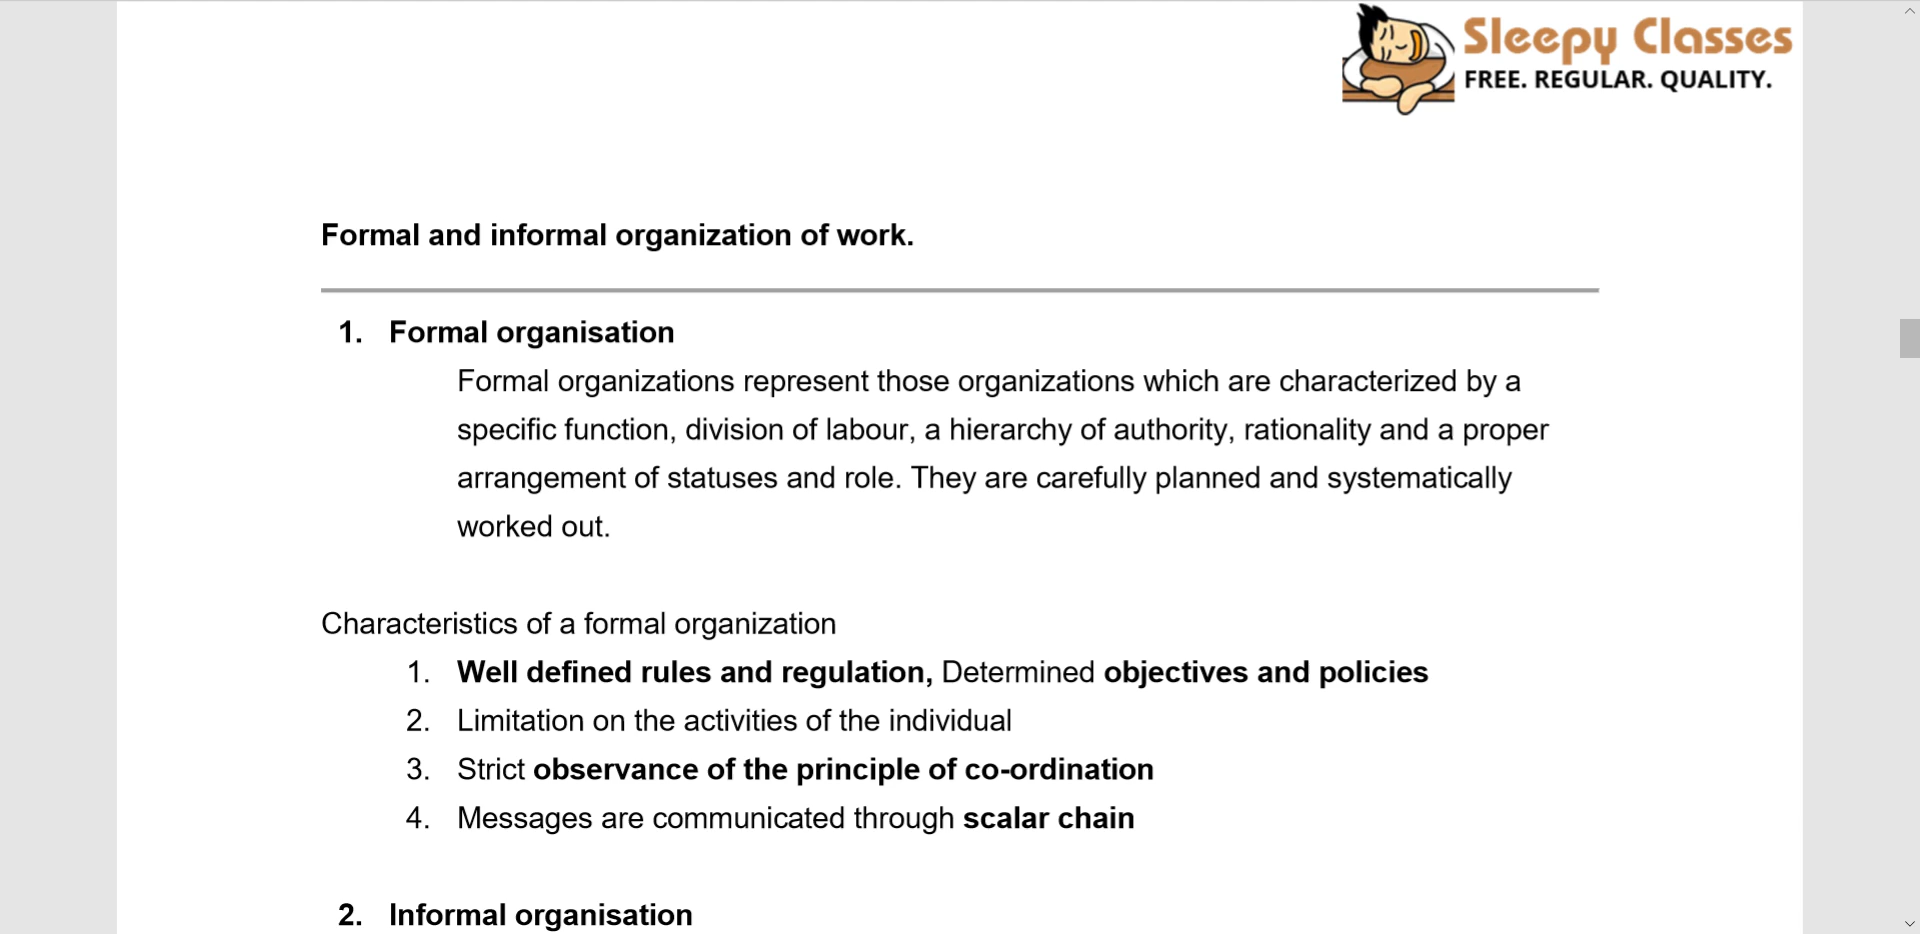 Sleepy Classes
FREE. REGULAR. QUALITY.
Formal and informal organization of work.
1. Formal organisation
Formal organizations represent those organizations which are characterized by a
specific function, division of labour, a hierarchy of authority, rationality and a proper
arrangement of statuses and role. They are carefully planned and systematically
worked out.
Characteristics of a formal organization
1. Well defined rules and regulation, Determined objectives and policies
2. Limitation on the activities of the individual
3. Strict observance of the principle of co-ordination
4. Messages are communicated through scalar chain
2. Informal organisation